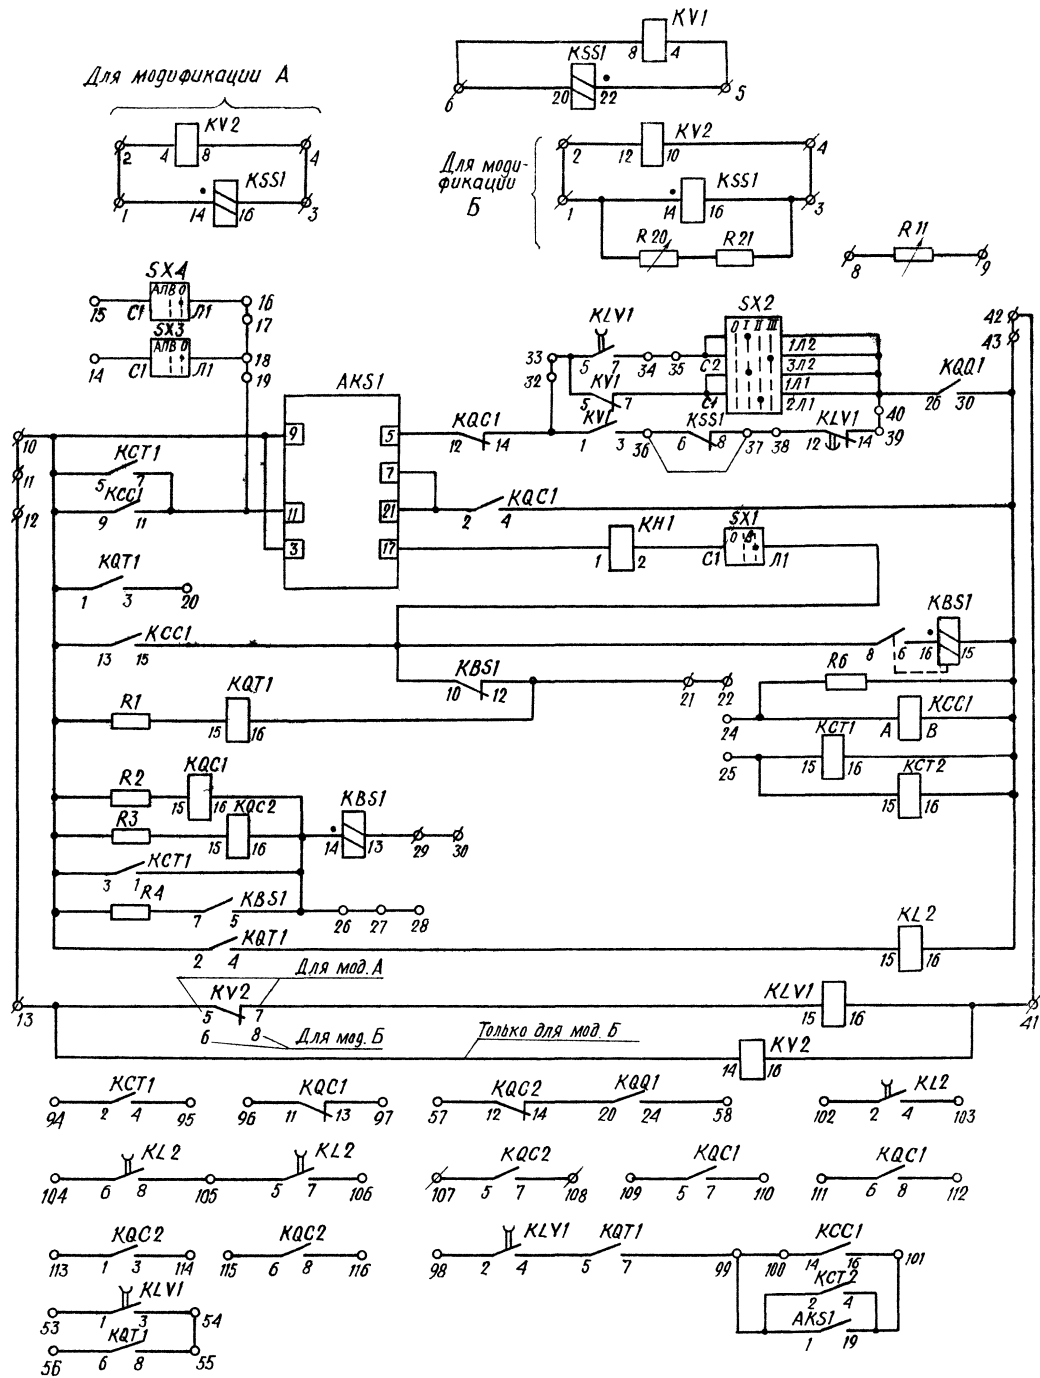 KV1
8 4
KSS1
6 20 22 5
Для модификации А
KV2
2 4 8 4
KSS1
1 14 16 3
Для моди-
фикации
Б
KV2
2 12 10 4
KSS1
1 14 16 3
R20 R21
R11
8 9
SX4
АПВ 0
15 С1 Л1 16
17
SX3
АПВ 0
14 С1 Л1 18
19
AKS1
9 5
7
11 21
3 17
KLV1
33 5 7 34 35 С2
32
KV1
5 7 С1
SX2
0 I II III
1Л2
3Л2
1Л1
2Л1
KQQ1
26 30
42
43
40
39
KQC1
12 14
KV1
1 3 36
KSS1
6 8 37 38
KLV1
12 14
10
11
12
KCT1
5 7
KCC1
9 11
KQC1
2 4
KH1
1 2
SX1
С1 Л1
KQT1
1 3 20
KCC1
13 15
KBS1
8 6 16 15
KBS1
10 12 21 22
R6
R1 KQT1
15 16
24 A B KCC1
KCT1
25 15 16
KCT2
15 16
R2 KQC1
15 16
R3 KQC2
15 16
KBS1
14 13 29 30
KCT1
3 1
R4 KBS1
7 5 26 27 28
KQT1
2 4
KL2
15 16
Для мод. А
13 KV2
5 7
6 8 Для мод. Б
Только для мод. Б
KLV1
15 16 41
KV2
14 16
KCT1
94 2 4 95
KQC1
96 11 13 97
KQC2 KQQ1
57 12 14 20 24 58
KL2
102 2 4 103
KL2 KL2
104 6 8 105 5 7 106
KQC2
107 5 7 108
KQC1
109 5 7 110
KQC1
111 6 8 112
KQC2
113 1 3 114
KQC2
115 6 8 116
KLV1 KQT1
98 2 4 5 7 99
KCC1
100 14 16 101
KCT2
2 4
AKS1
1 19
KLV1
53 1 3 54
KQT1
56 6 8 55